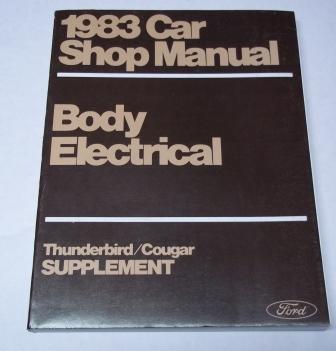 1983 Car
Shop Manual
Body
Electrical
Thunderbird/Cougar
SUPPLEMENT
Ford